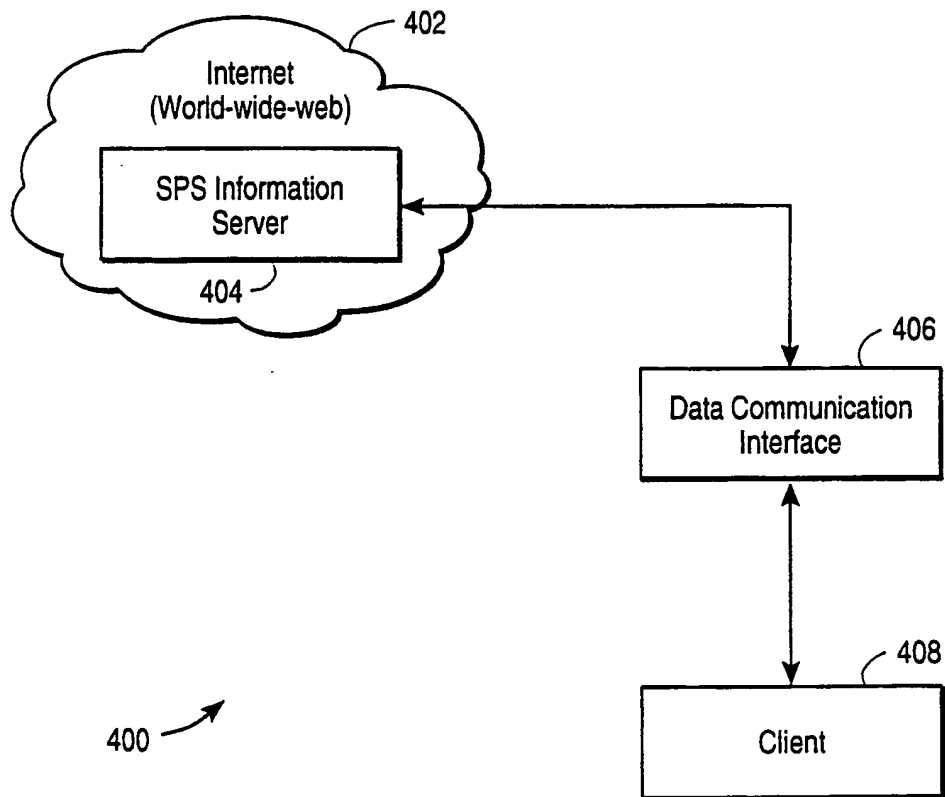 402
Internet
(World-wide-web)
SPS Information
Server
404
406
Data Communication
Interface
408
Client
400